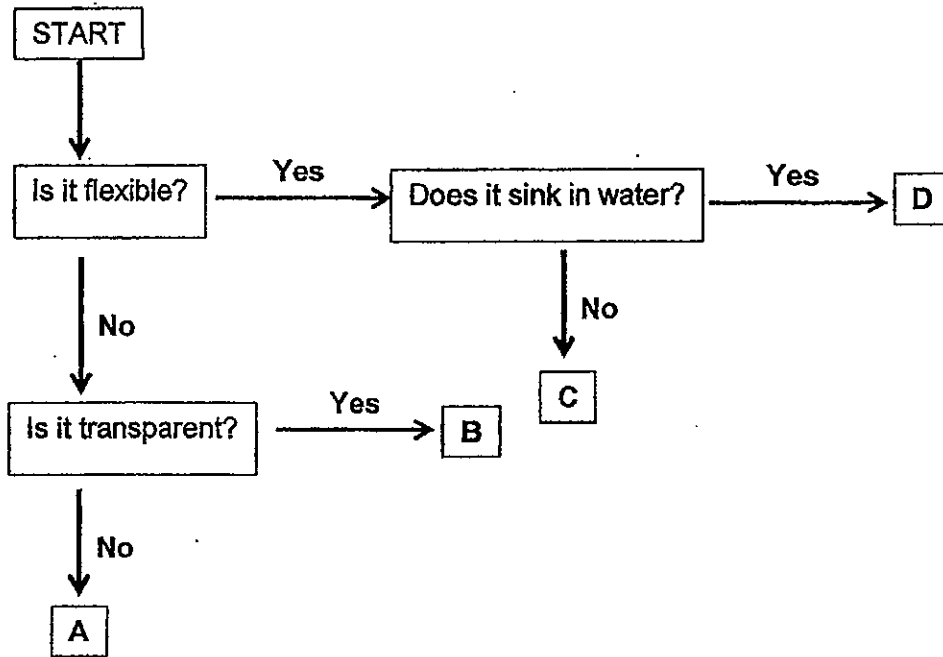 START
Is it flexible?
Yes
Does it sink in water?
Yes
D
No
No
C
Is it transparent?
Yes
B
No
A